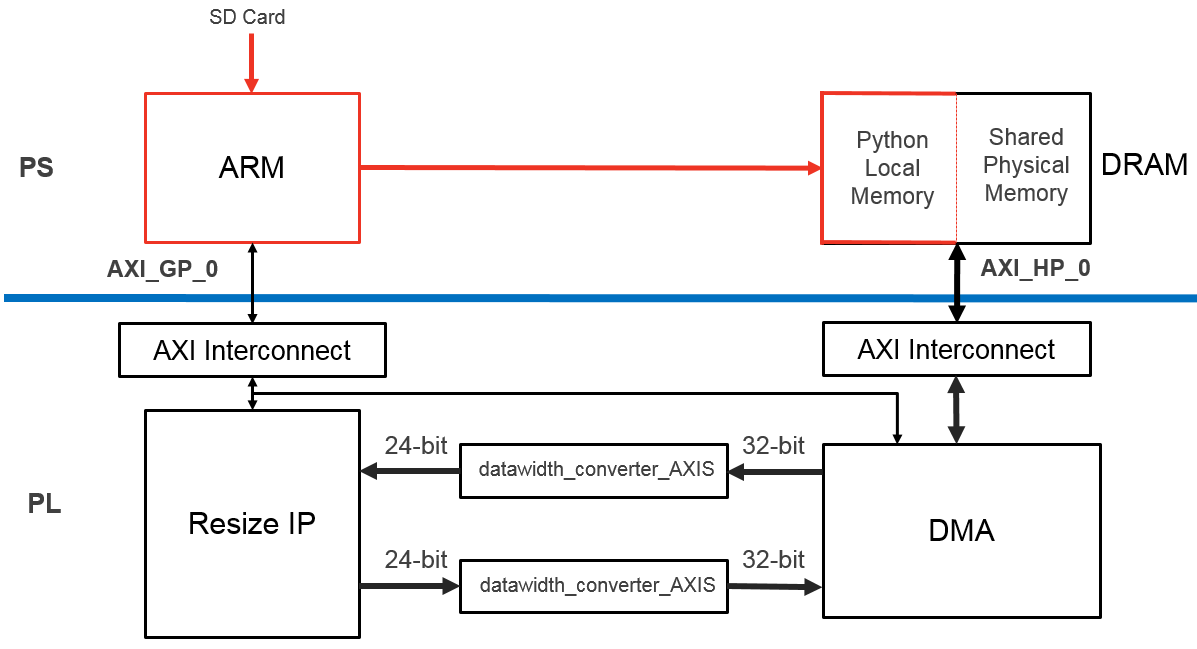 SD Card
PS
ARM
Python
Local
Memory
Shared
Physical
Memory
DRAM
AXI_GP_0
AXI_HP_0
AXI Interconnect
AXI Interconnect
PL
Resize IP
24-bit
datawidth_converter_AXIS
32-bit
24-bit
datawidth_converter_AXIS
32-bit
DMA